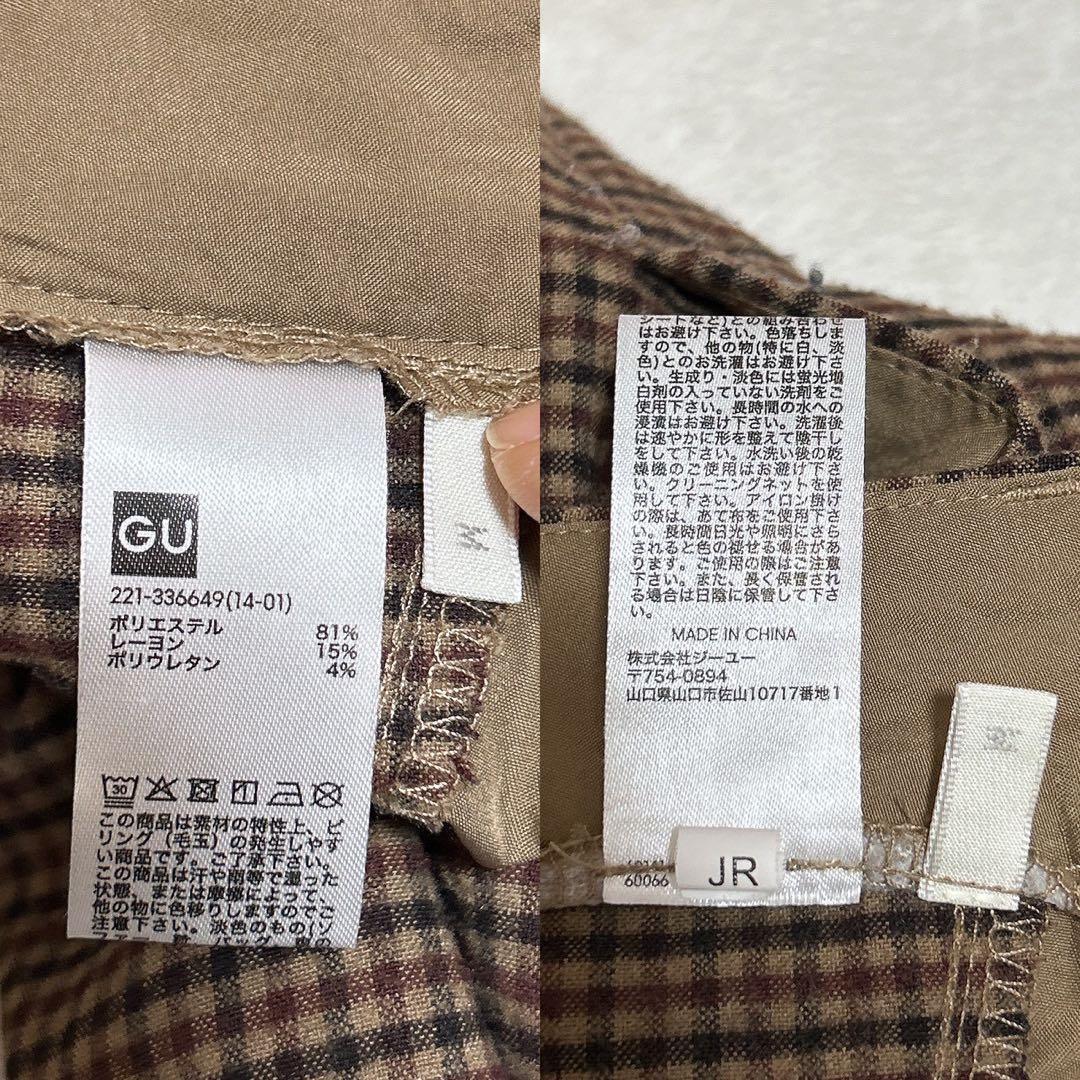 GU
221-336649(14-01)
ポリエステル 81%
レーヨン 15%
ポリウレタン 4%
30
この商品は素材の特性上、ピ
リング(毛玉)の発生しやす
い商品です。ご了承下さい。
この商品は汗や雨等で湿った
状態、または摩擦によって、
他の物に色移りしますのでご
注意下さい。淡色のもの(ソ
M
シートなど)との組み合わせ
はお避け下さい。色落ちしま
すので、他の物(特に白、淡
色)とのお洗濯はお避け下さ
い。生成り・淡色には蛍光増
白剤の入っていない洗剤をご
使用下さい。長時間の水への
浸漬はお避け下さい。洗濯後
は速やかに形を整えて陰干し
をして下さい。水洗い後の乾
燥機のご使用はお避け下さ
い。クリーニングネットを使
用して下さい。アイロン掛け
の際は、あて布をご使用下さ
い。長時間日光や照明にさら
されると色の褪せる場合があ
ります。ご使用の際はご注意
下さい。また、長く保管され
る場合は日陰に保管して下さ
い。
MADE IN CHINA
株式会社ジーユー
〒754-0894
山口県山口市佐山10717番地1
60066
JR